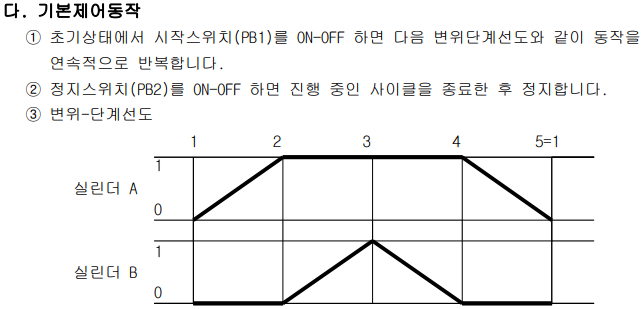 다. 기본제어동작
① 초기상태에서 시작스위치(PB1)를 ON-OFF 하면 다음 변위단계선도와 같이 동작을
연속적으로 반복합니다.
② 정지스위치(PB2)를 ON-OFF 하면 진행 중인 사이클을 종료한 후 정지합니다.
③ 변위-단계선도
1 2 3 4 5=1
1
실린더 A
0
1
실린더 B
0